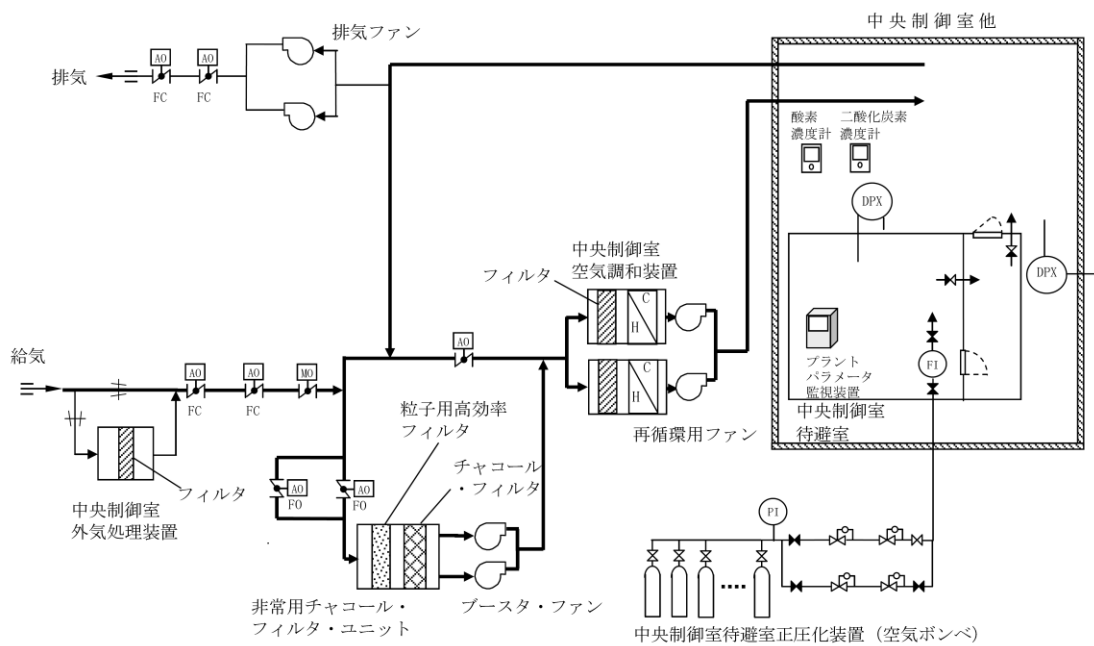 中央制御室他
排気ファン
AO
AO
排気
FC
FC
酸素
濃度計
二酸化炭素
濃度計
DPX
DPX
中央制御室
空気調和装置
フィルタ
C
H
C
H
再循環用ファン
給気
AO
AO
MO
FC
FC
AO
FI
プラント
パラメータ
監視装置
中央制御室
待避室
粒子用高効率
フィルタ
チャコール
・フィルタ
フィルタ
中央制御室
外気処理装置
AO
FO
AO
FO
PI
非常用チャコール・
フィルタ・ユニット
ブースタ・ファン
中央制御室待避室正圧化装置（空気ボンベ）